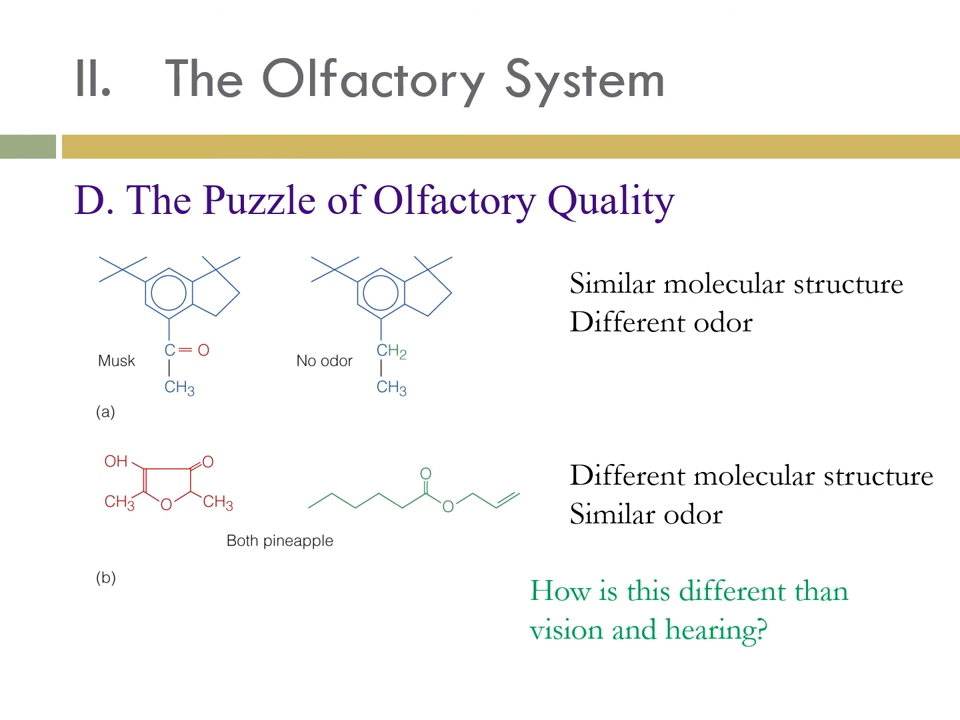 II. The Olfactory System
D. The Puzzle of Olfactory Quality
Similar molecular structure
Different odor
C=O
CH2
Musk
No odor
CH3
CH3
(a)
OH
O
Different molecular structure
Similar odor
O
CH3
O
CH3
O
Both pineapple
(b)
How is this different than
vision and hearing?